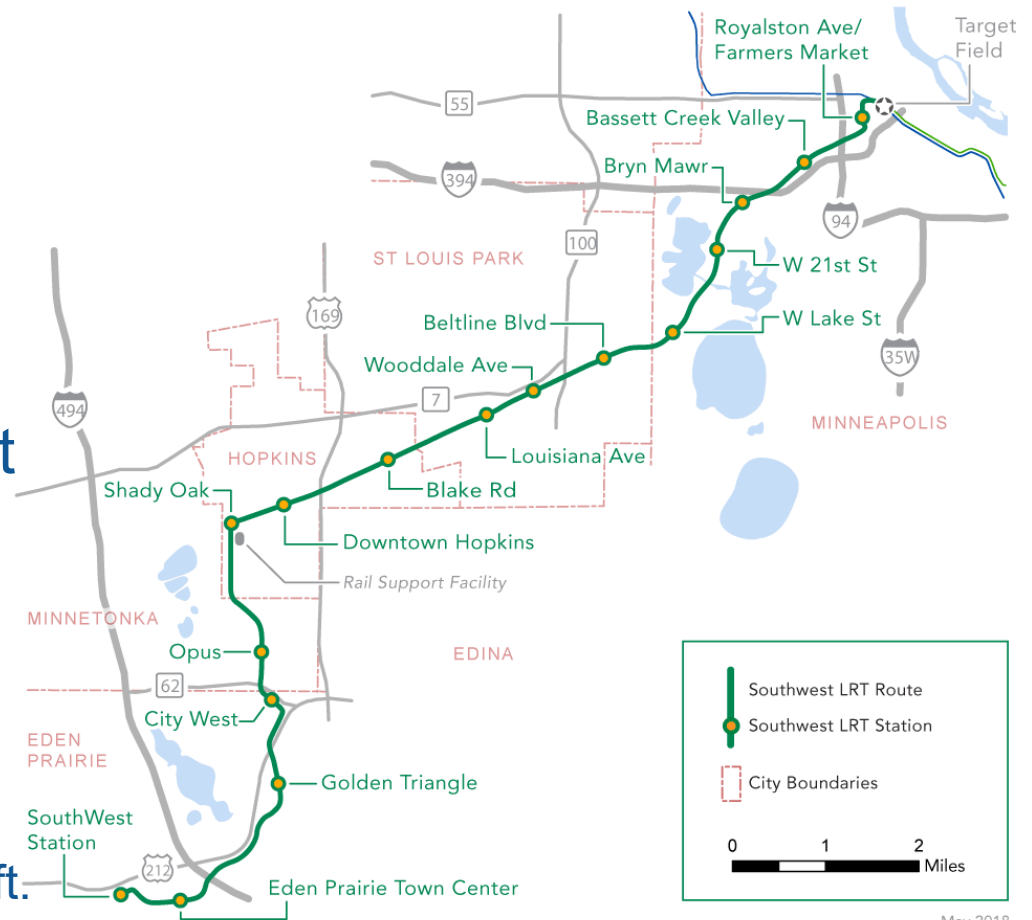 Royalston Ave/
Farmers Market
Target
Field
55
Bassett Creek Valley
Bryn Mawr
394
94
100
ST LOUIS PARK
W 21st St
169
Beltline Blvd
W Lake St
Wooddale Ave
35W
494
7
MINNEAPOLIS
t
HOPKINS
Louisiana Ave
Shady Oak
Blake Rd
Downtown Hopkins
Rail Support Facility
MINNETONKA
Opus
EDINA
62
City West
EDEN
PRAIRIE
Golden Triangle
SouthWest
Station
212
ft.
Eden Prairie Town Center
Southwest LRT Route
Southwest LRT Station
City Boundaries
0 1 2
Miles
May 2018